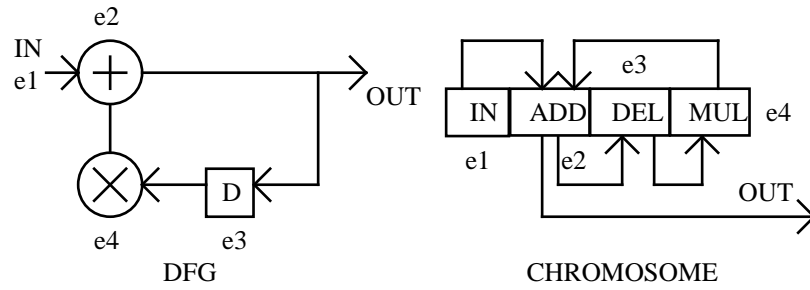 e2
IN
e1
+
OUT
D
e4
e3
DFG
e3
IN ADD DEL MUL e4
e1 e2
OUT
CHROMOSOME